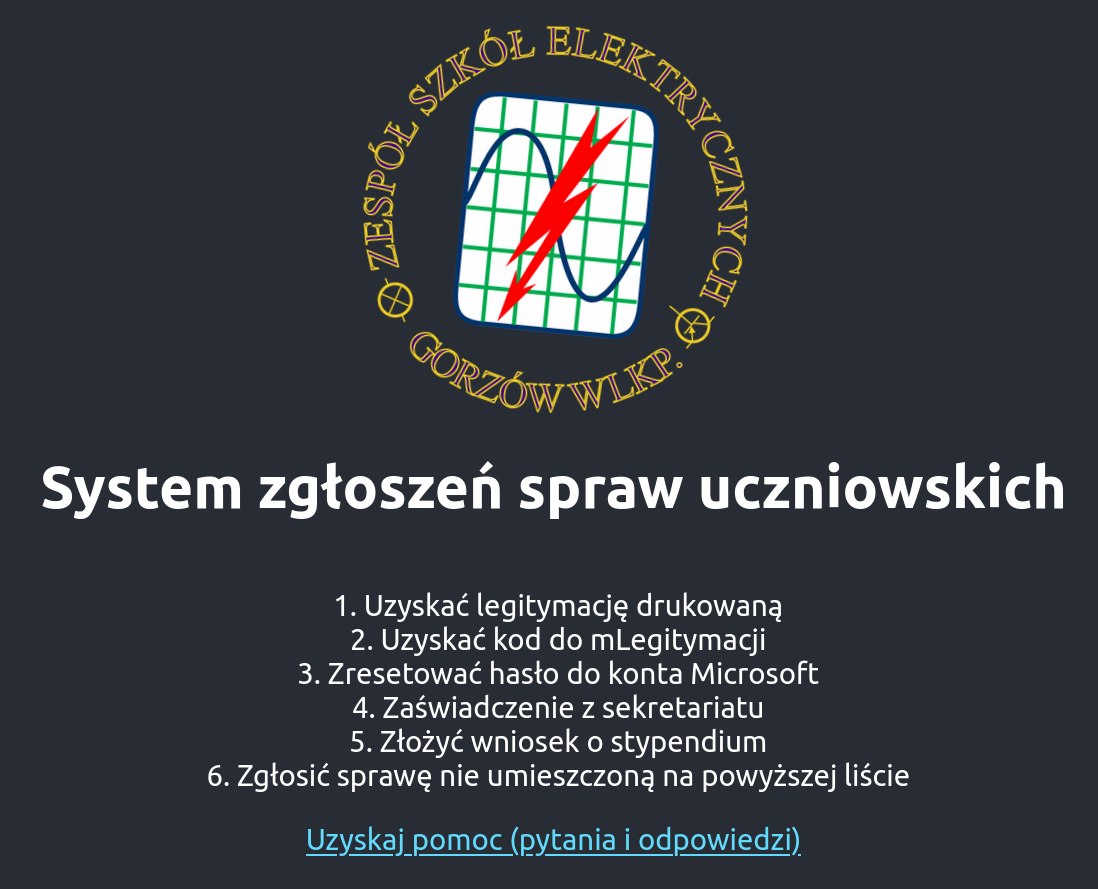 ZESPÓŁ SZKÓŁ ELEKTRYCZNYCH
GORZÓW WLKP.
System zgłoszeń spraw uczniowskich
1. Uzyskać legitymację drukowaną
2. Uzyskać kod do mLegitymacji
3. Zresetować hasło do konta Microsoft
4. Zaświadczenie z sekretariatu
5. Złożyć wniosek o stypendium
6. Zgłosić sprawę nie umieszczoną na powyższej liście
Uzyskaj pomoc (pytania i odpowiedzi)